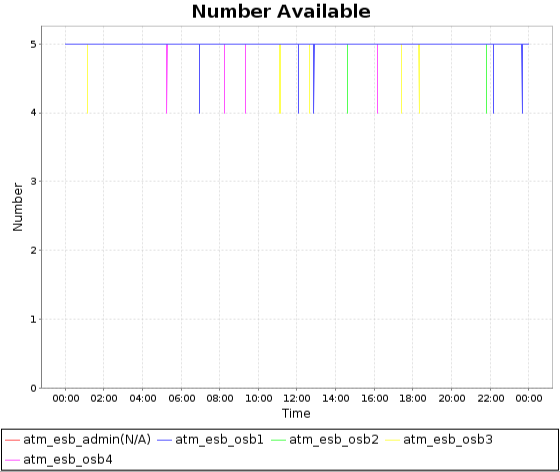 Number Available
5
4
3
2
1
0
Number
00:00 02:00 04:00 06:00 08:00 10:00 12:00 14:00 16:00 18:00 20:00 22:00 00:00
Time
atm_esb_admin(N/A) atm_esb_osb1 atm_esb_osb2 atm_esb_osb3
atm_esb_osb4